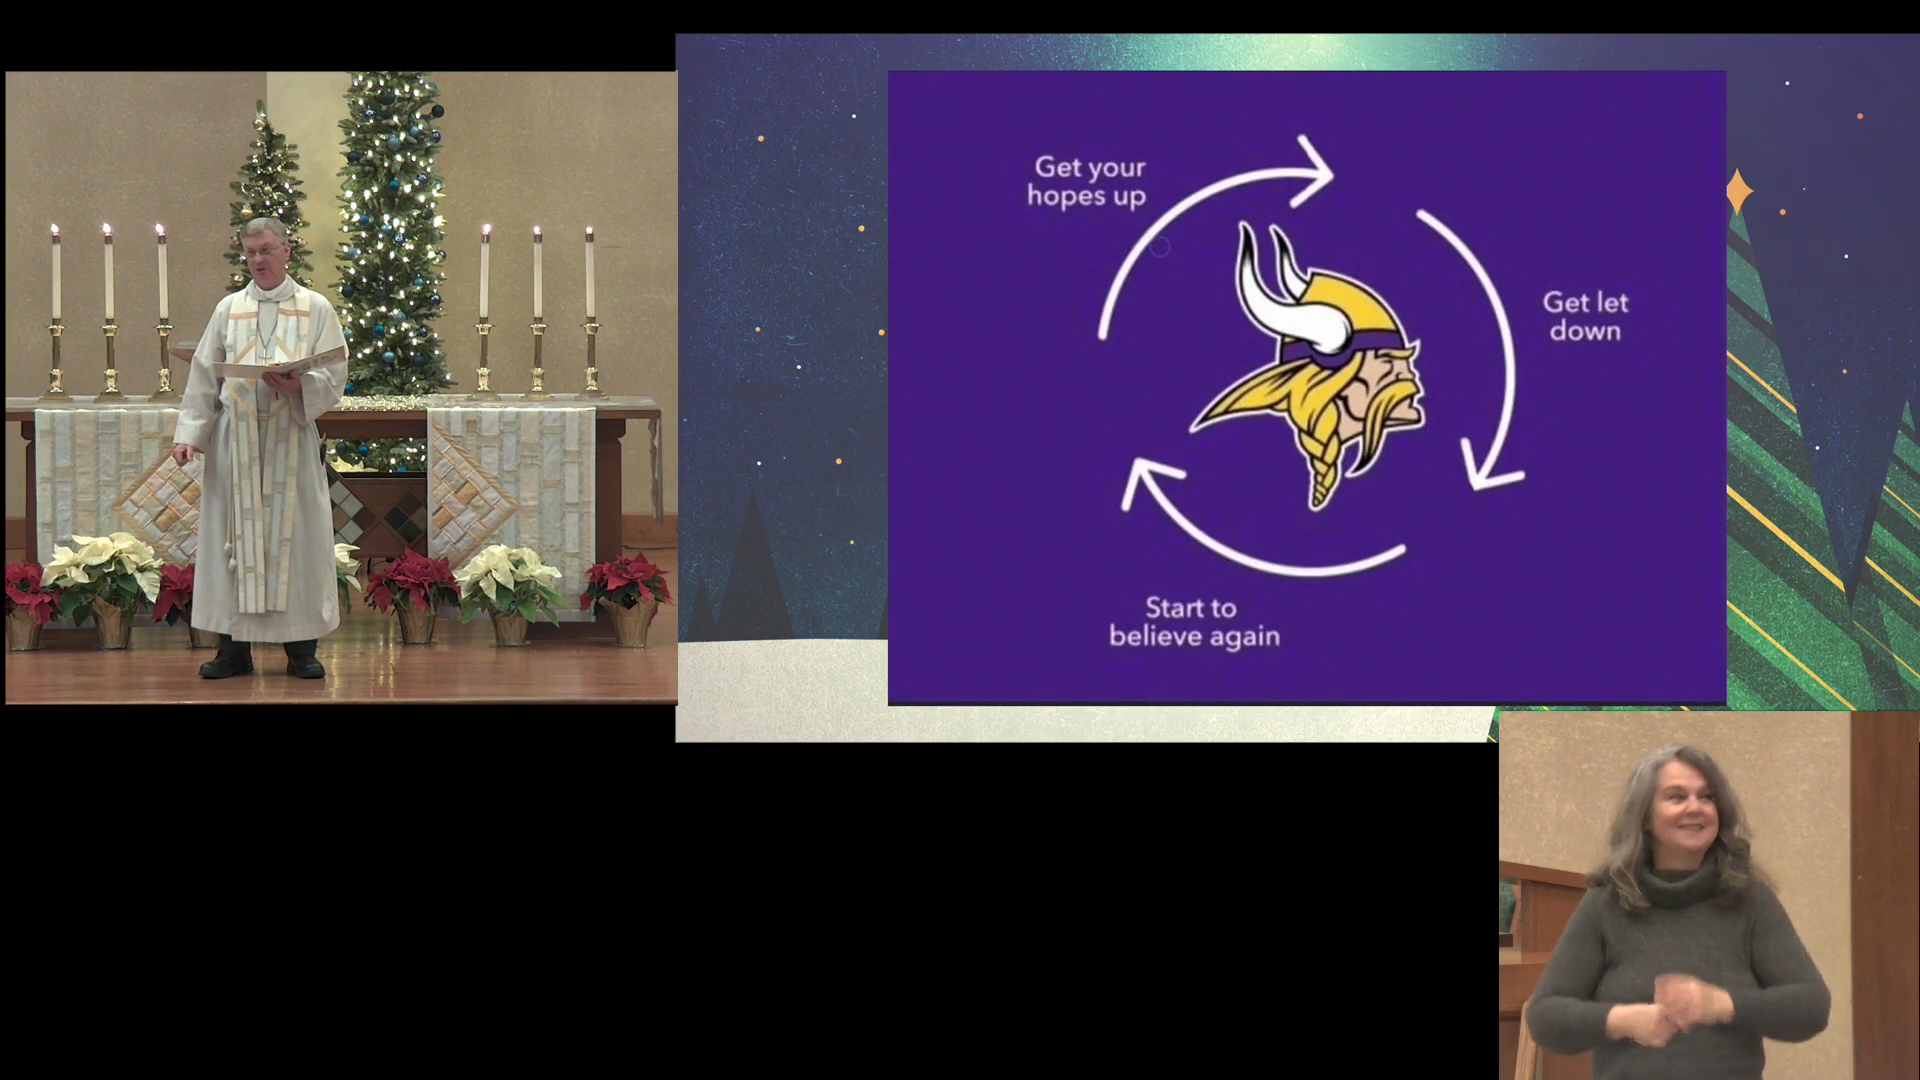 Get your
hopes up
Get let
down
Start to
believe again